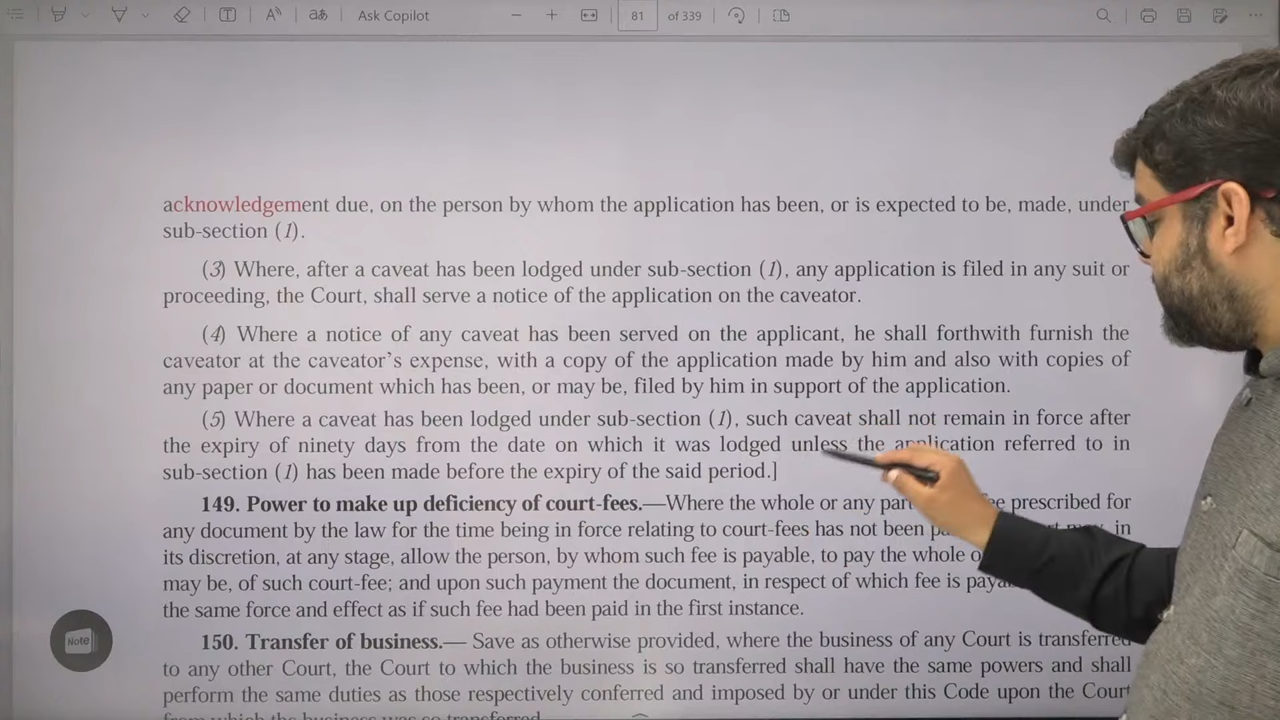 Ask Copilot
81 of 339
acknowledgement due, on the person by whom the application has been, or is expected to be, made, under
sub-section (1).
(3) Where, after a caveat has been lodged under sub-section (1), any application is filed in any suit or
proceeding, the Court, shall serve a notice of the application on the caveator.
(4) Where a notice of any caveat has been served on the applicant, he shall forthwith furnish the
caveator at the caveator’s expense, with a copy of the application made by him and also with copies of
any paper or document which has been, or may be, filed by him in support of the application.
(5) Where a caveat has been lodged under sub-section (1), such caveat shall not remain in force after
the expiry of ninety days from the date on which it was lodged unless the application referred to in
sub-section (1) has been made before the expiry of the said period.]
149. Power to make up deficiency of court-fees.—Where the whole or any part prescribed for
any document by the law for the time being in force relating to court-fees has not been in
its discretion, at any stage, allow the person, by whom such fee is payable, to pay the whole
may be, of such court-fee; and upon such payment the document, in respect of which fee is
the same force and effect as if such fee had been paid in the first instance.
Note
150. Transfer of business.— Save as otherwise provided, where the business of any Court is transferred
to any other Court, the Court to which the business is so transferred shall have the same powers and shall
perform the same duties as those respectively conferred and imposed by or under this Code upon the Court
from which the business was so transferred.